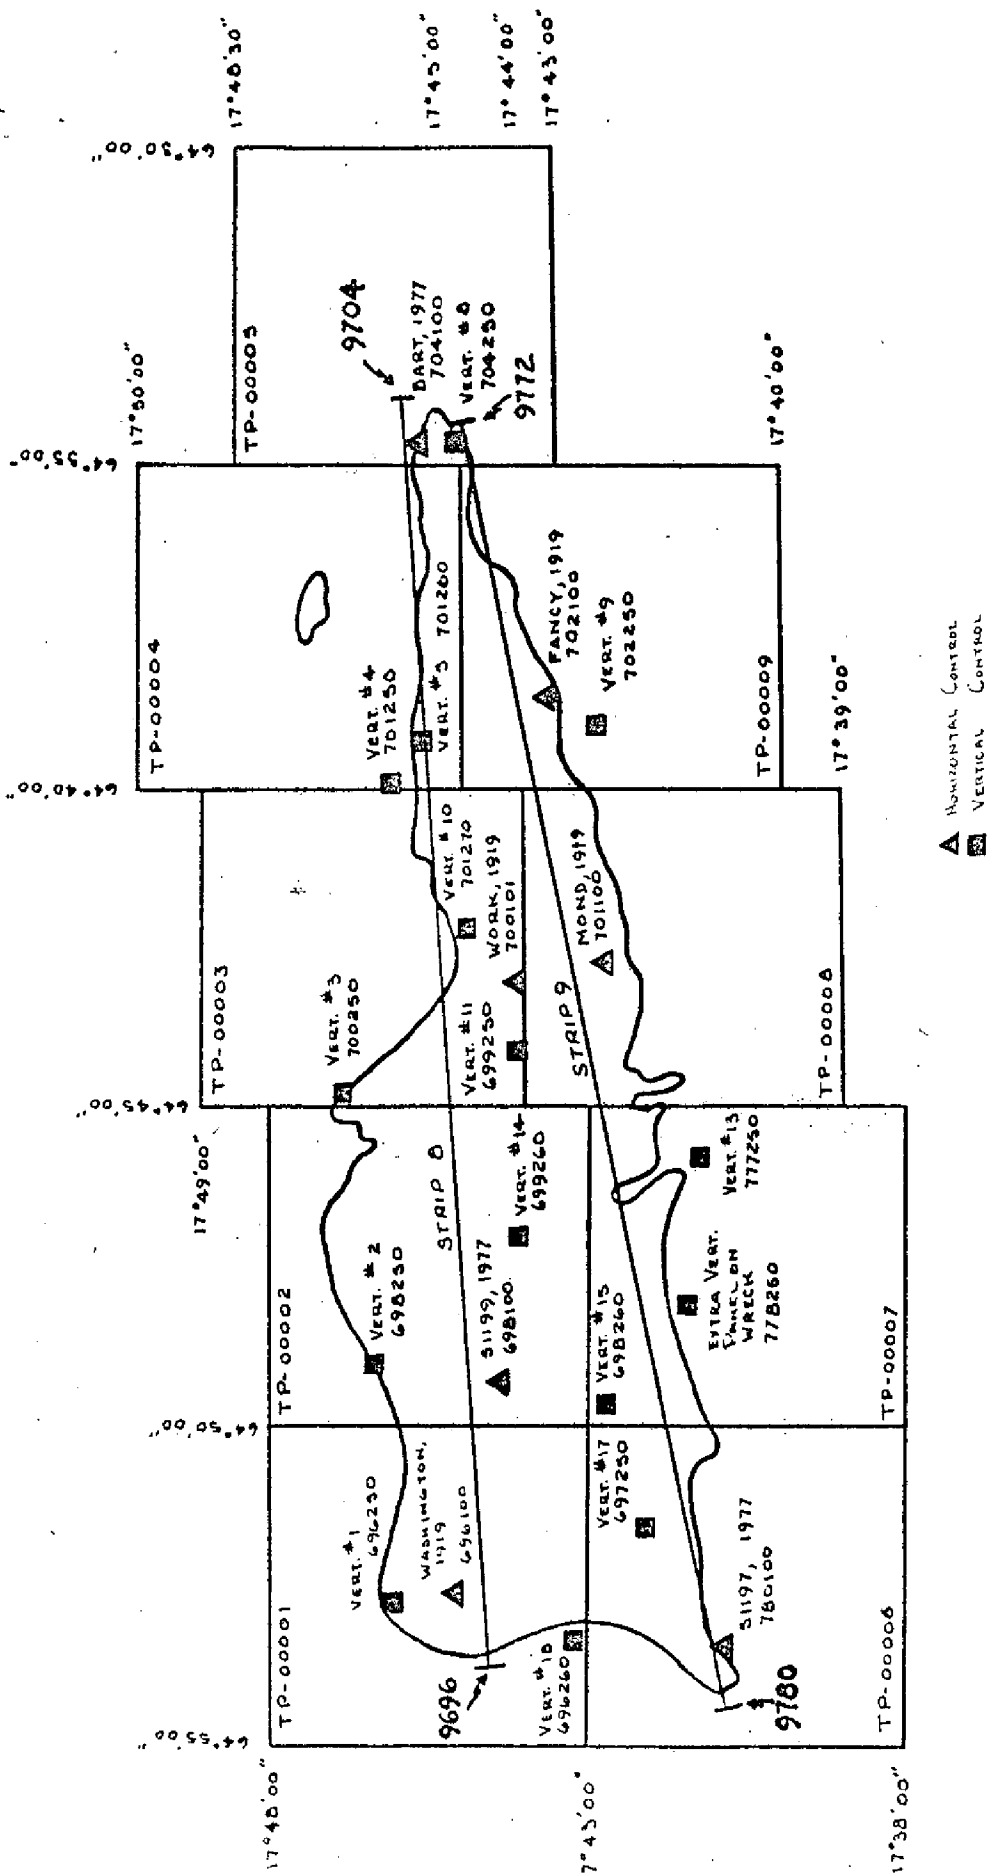 17°48'30"
17°45'00"
17°44'00"
17°43'00"
64°30'00"
17°50'00"
TP-00005
9704
DART, 1977
704100
VERT. #8
704250
9772
64°35'00"
17°40'00"
TP-00004
VERT. #4
701250
VERT. #5 701260
FANCY, 1919
702100
VERT. #9
702250
TP-00009
17°39'00"
64°40'00"
TP-00003
VERT. #3
700250
VERT. #10
701270
WORK, 1919
700101
VERT. #11
699250
STRIP 9
MOND, 1919
701100
TP-00008
64°45'00"
17°49'00"
TP-00002
VERT. #2
698250
STRIP 8
51199, 1977
698100
VERT. #14
699260
VERT. #15
698260
VERT. #13
777250
EXTRA VERT.
PANEL ON
WRECK
778260
TP-00007
64°50'00"
TP-00001
VERT. #1
696250
WASHINGTON,
1919
696100
9696
VERT. #18
696260
VERT. #17
697250
51197, 1977
780100
9780
TP-00006
64°55'00"
17°48'00"
7°43'00"
17°38'00"
HORIZONTAL CONTROL
VERTICAL CONTROL